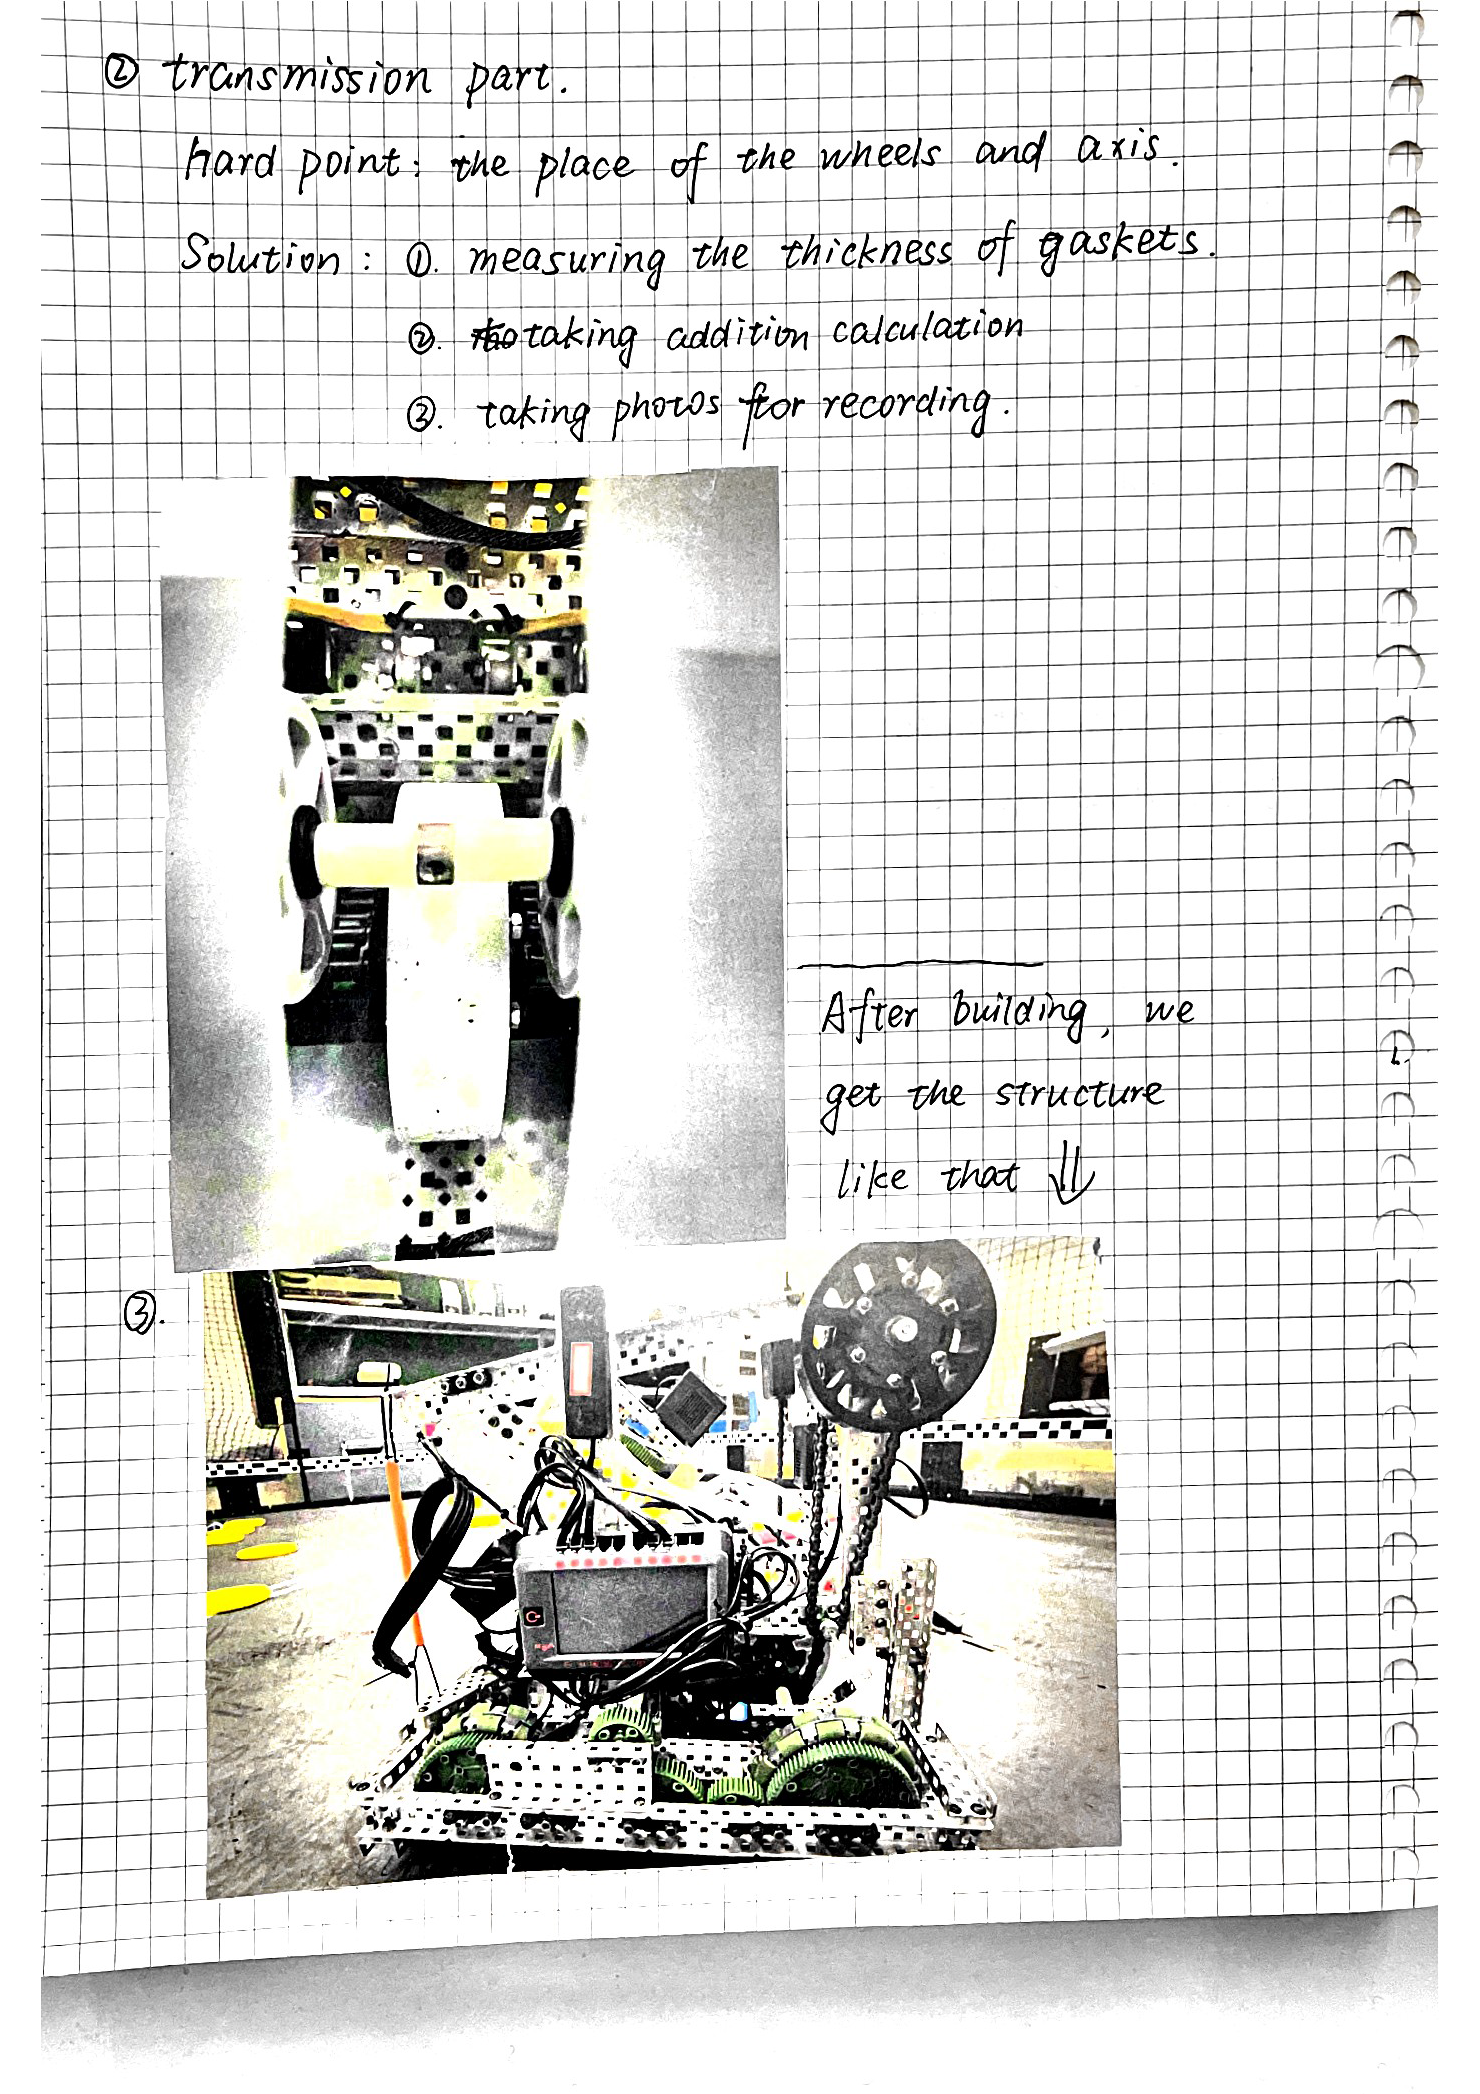 ② transmission part.
hard point: the place of the wheels and axis.
Solution: ①. measuring the thickness of gaskets.
②. taking addition calculation
③. taking photos for recording.
After building, we
get the structure
like that ⇓
③.